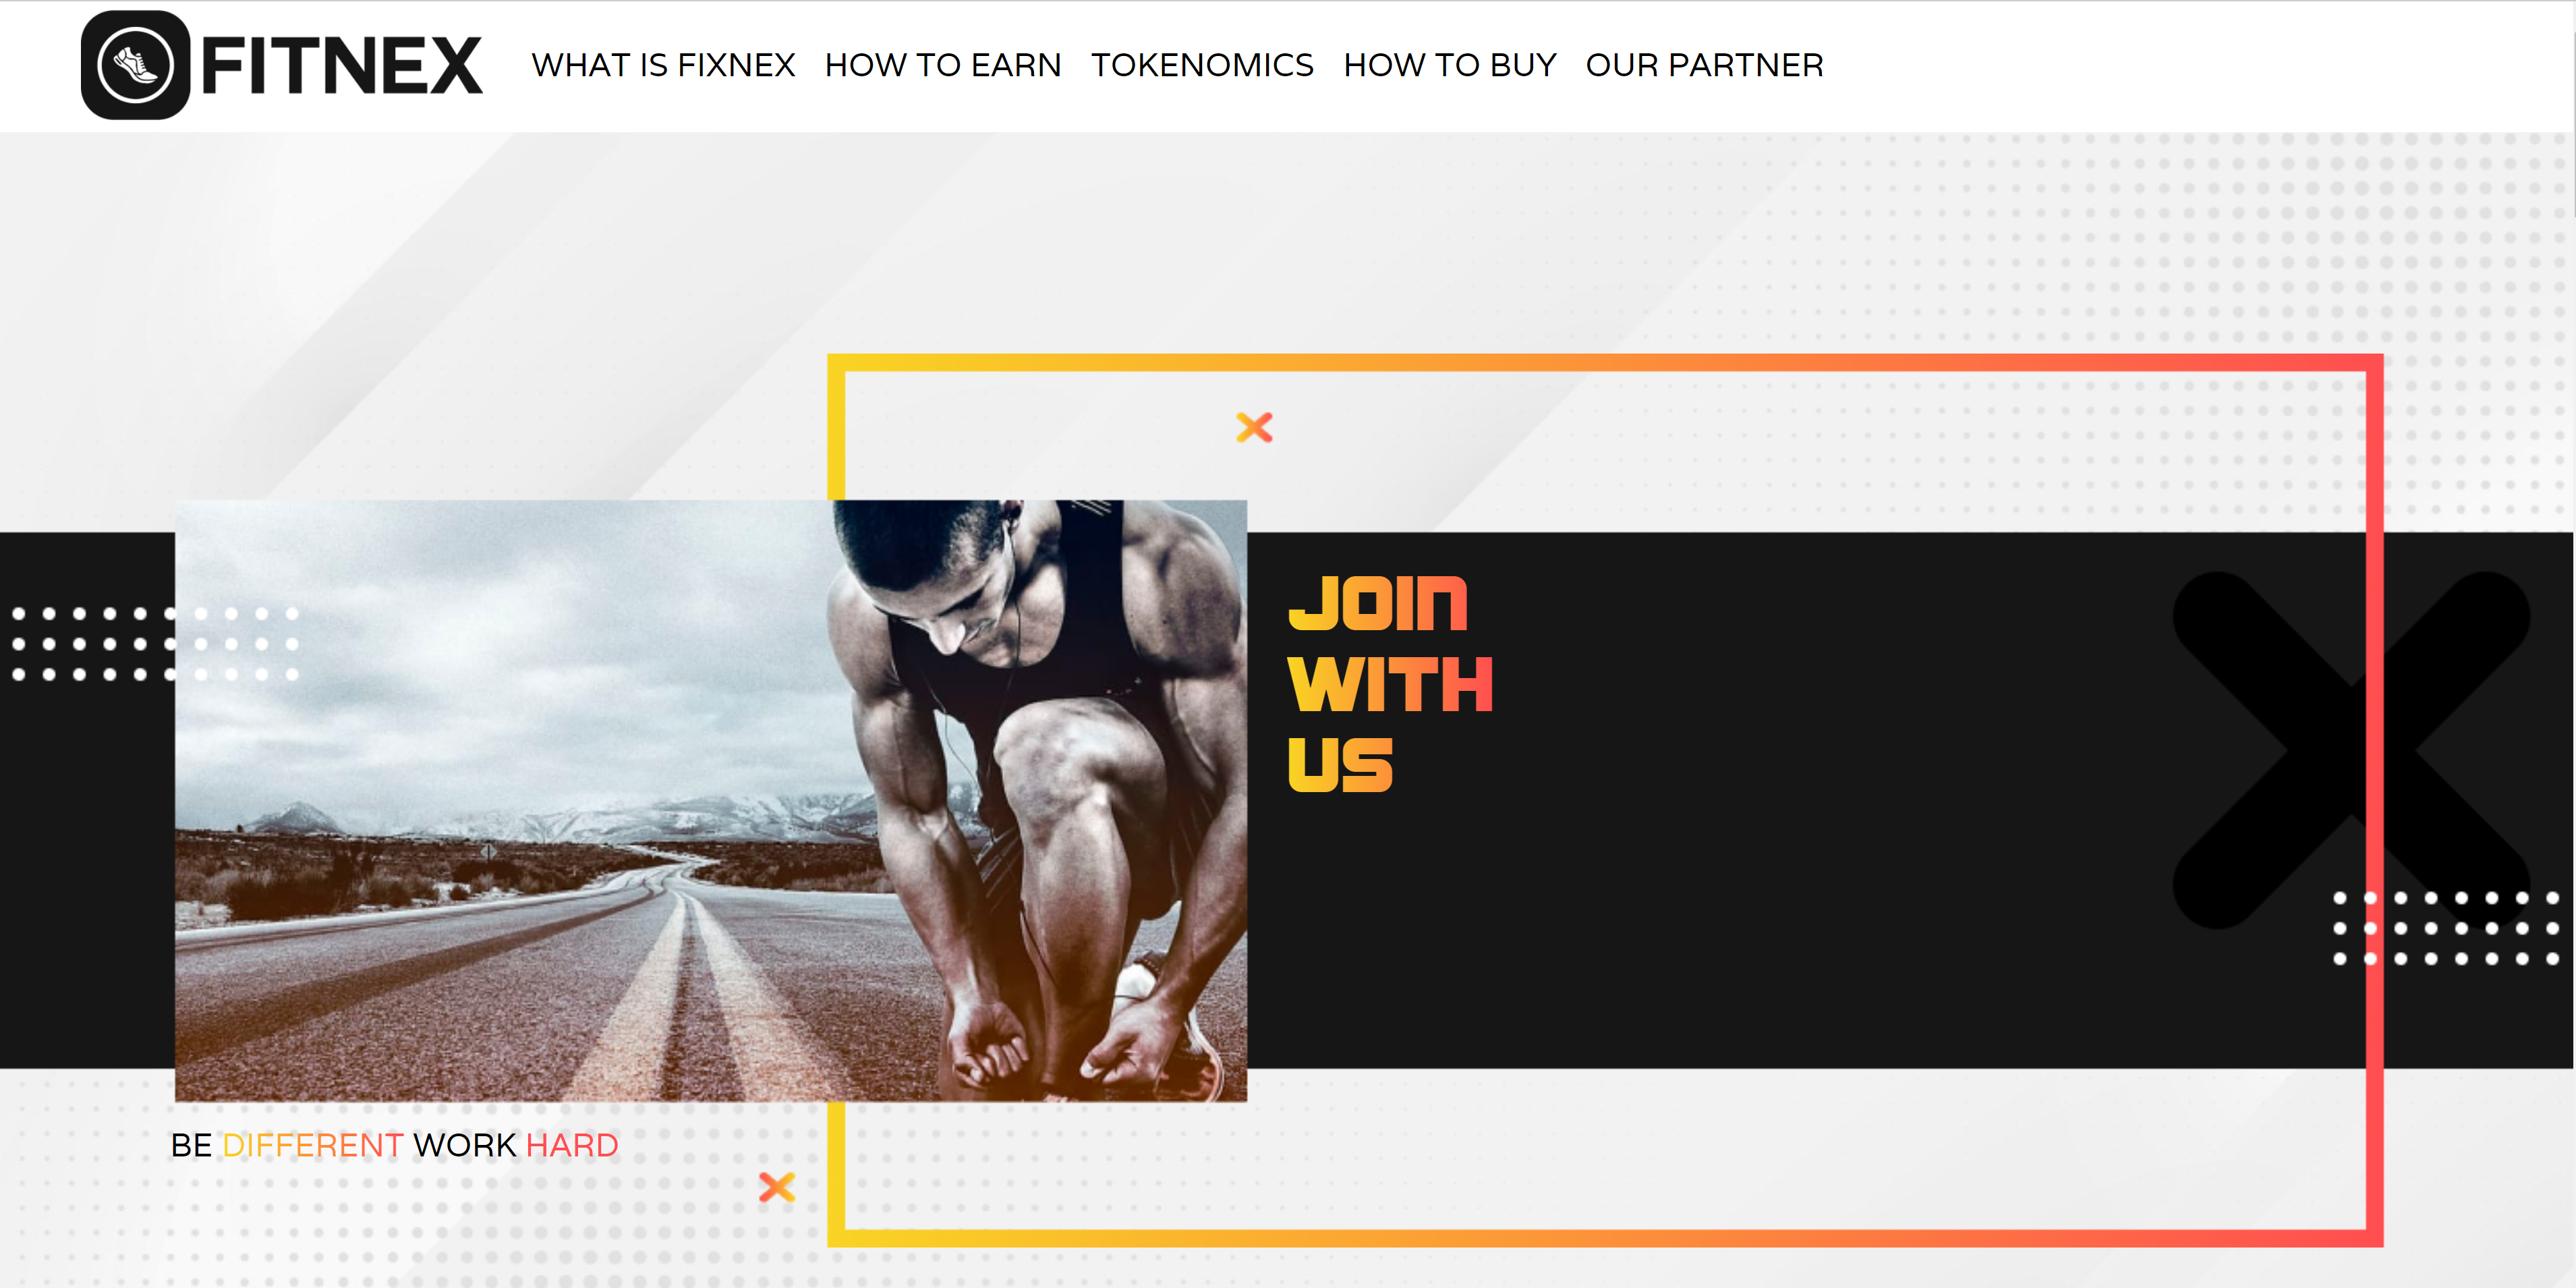 FITNEX
WHAT IS FIXNEX HOW TO EARN TOKENOMICS HOW TO BUY OUR PARTNER
JOIN
WITH
US
BE DIFFERENT WORK HARD